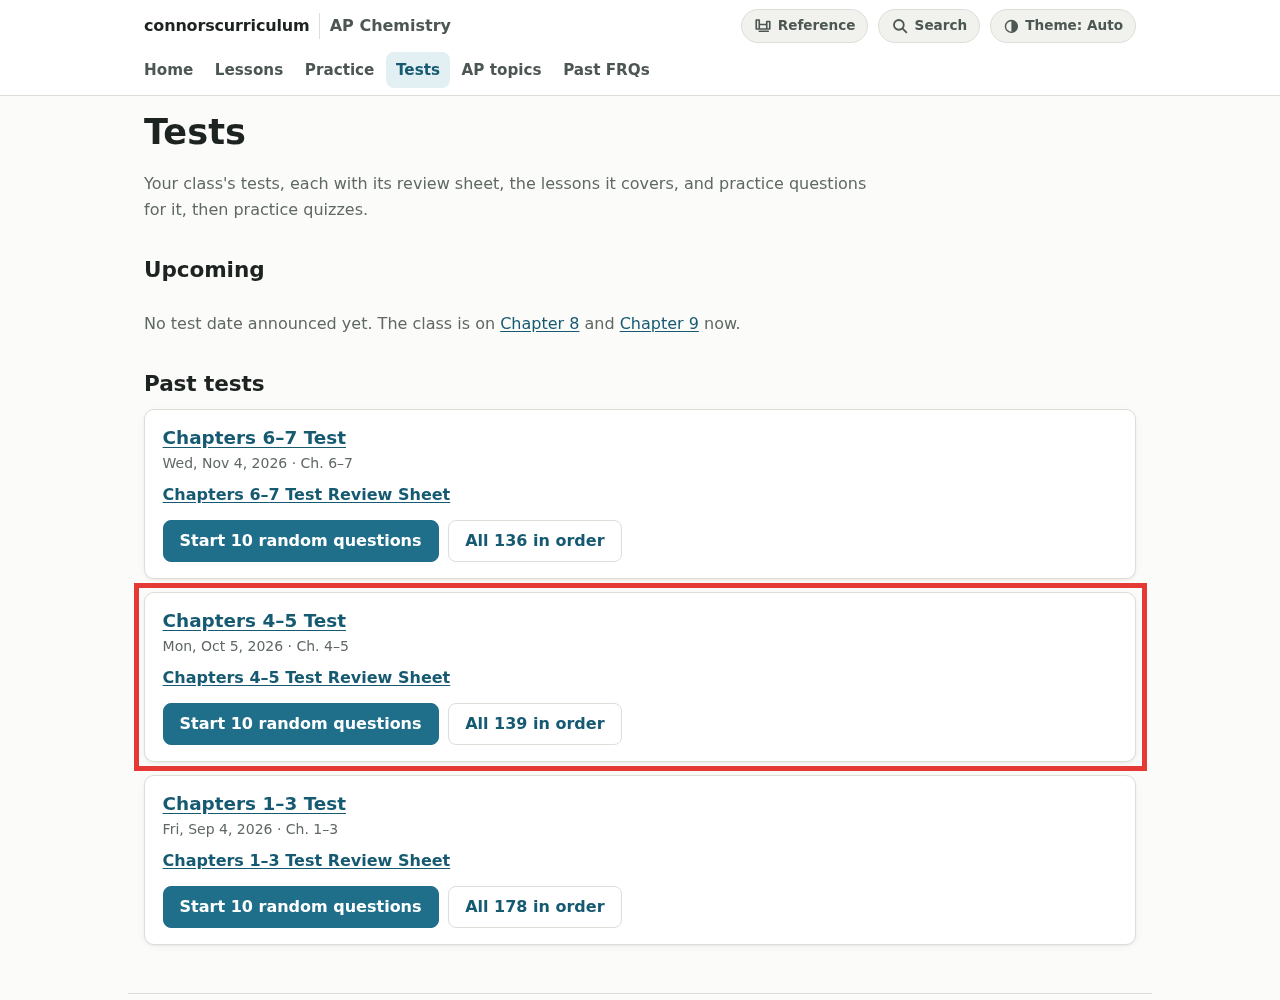 connorscurriculum AP Chemistry Reference Search Theme: Auto
Home Lessons Practice Tests AP topics Past FRQs
Tests
Your class's tests, each with its review sheet, the lessons it covers, and practice questions
for it, then practice quizzes.
Upcoming
No test date announced yet. The class is on Chapter 8 and Chapter 9 now.
Past tests
Chapters 6–7 Test
Wed, Nov 4, 2026 · Ch. 6–7
Chapters 6–7 Test Review Sheet
Start 10 random questions All 136 in order
Chapters 4–5 Test
Mon, Oct 5, 2026 · Ch. 4–5
Chapters 4–5 Test Review Sheet
Start 10 random questions All 139 in order
Chapters 1–3 Test
Fri, Sep 4, 2026 · Ch. 1–3
Chapters 1–3 Test Review Sheet
Start 10 random questions All 178 in order